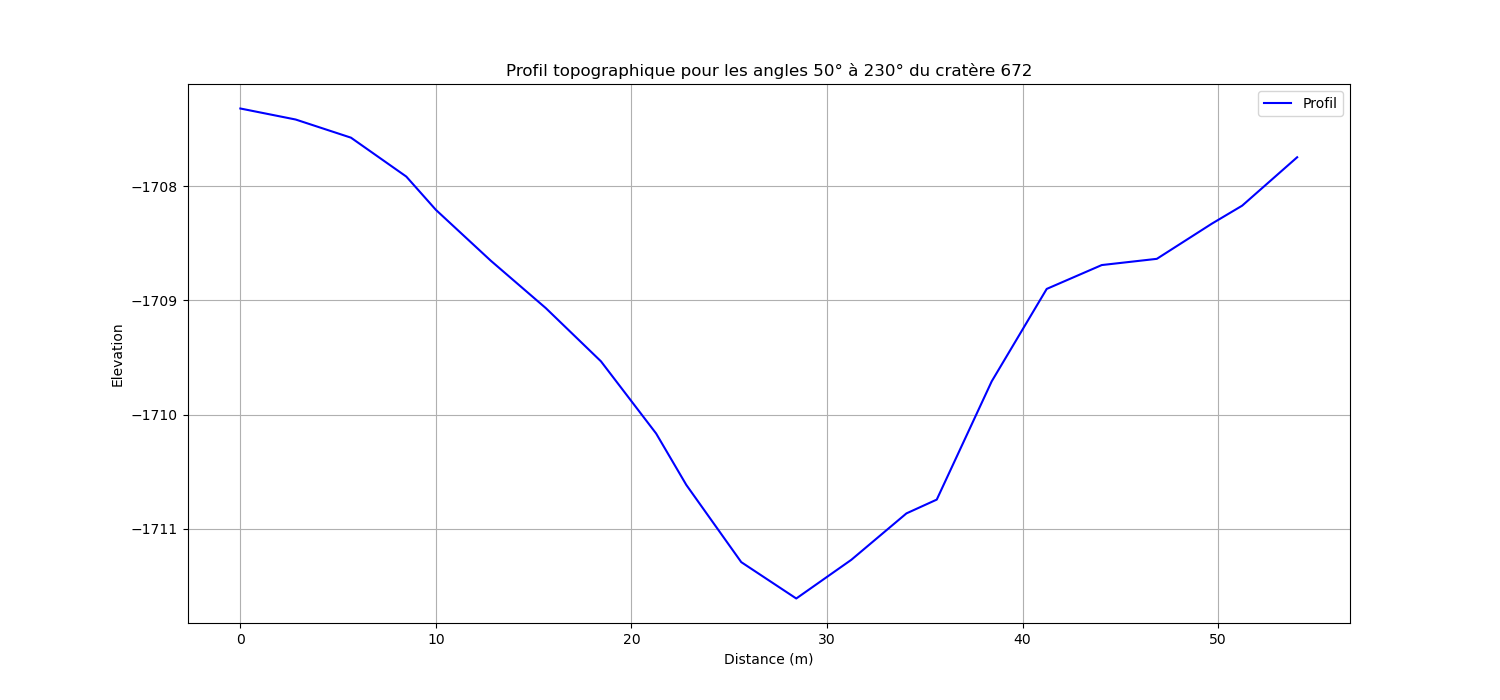 Profil topographique pour les angles 50° à 230° du cratère 672
Profil
−1708
−1709
−1710
−1711
Elevation
0 10 20 30 40 50
Distance (m)